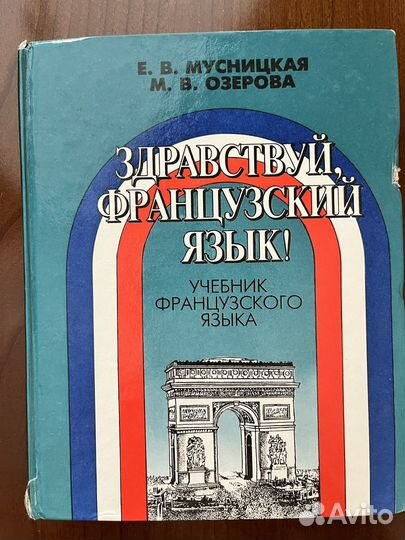 Е. В. МУСНИЦКАЯ
М. В. ОЗЕРОВА
ЗДРАВСТВУЙ,
ФРАНЦУЗСКИЙ
ЯЗЫК!
УЧЕБНИК
ФРАНЦУЗСКОГО
ЯЗЫКА
Avito